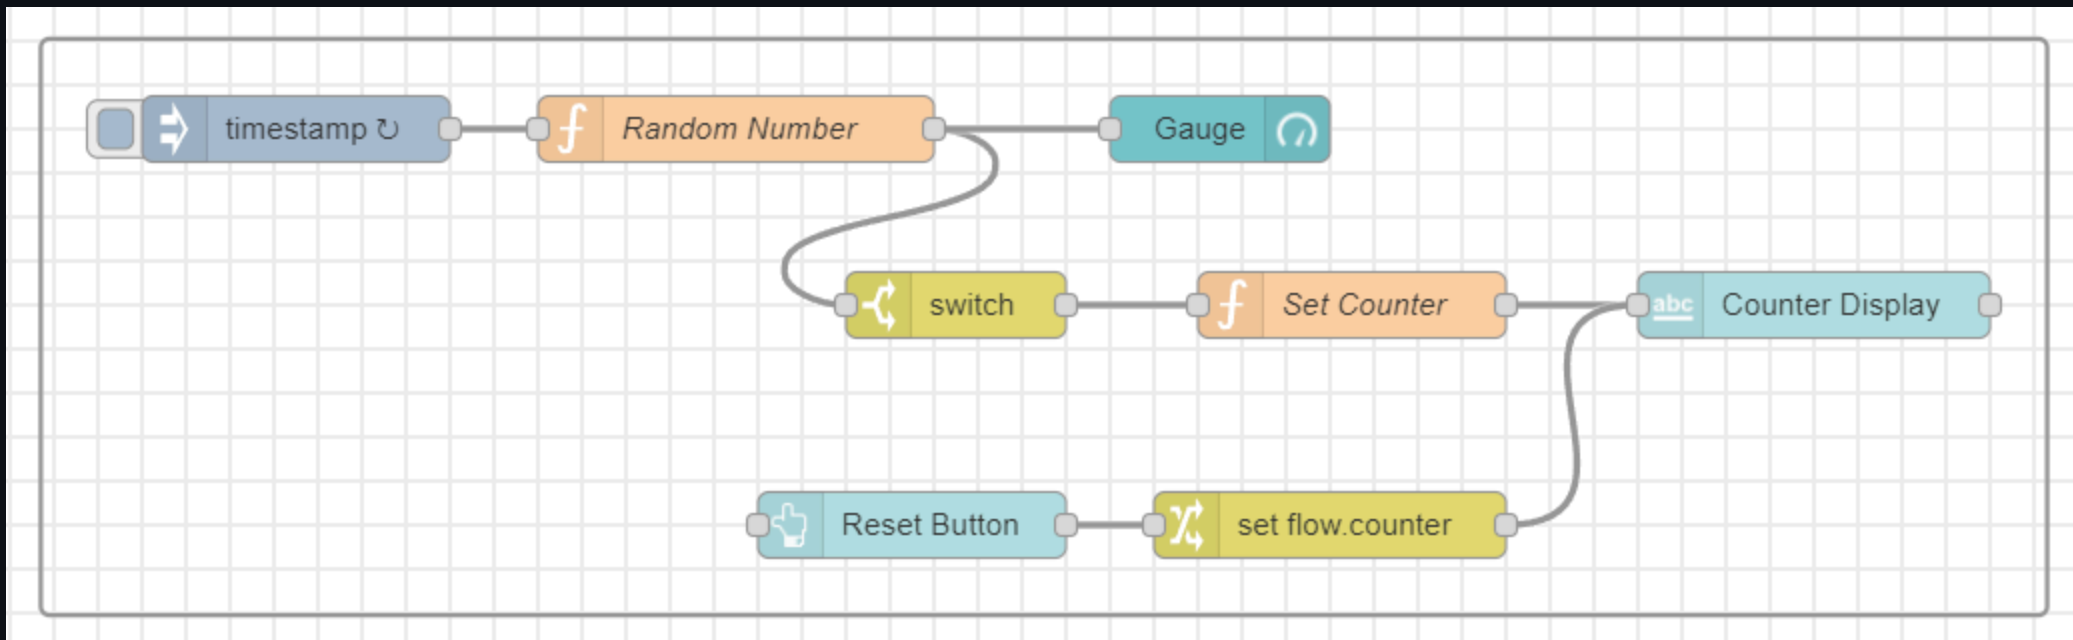 timestamp ↻
Random Number
Gauge
switch
Set Counter
abc
Counter Display
Reset Button
set flow.counter